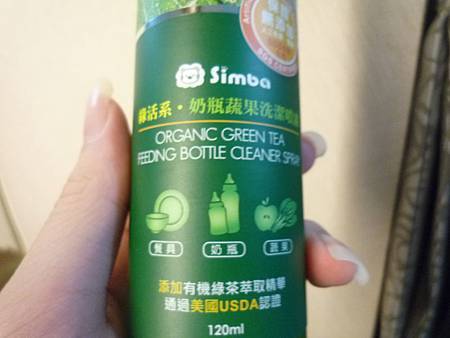 Simba
綠活系・奶瓶蔬果洗潔噴
ORGANIC GREEN TEA
FEEDING BOTTLE CLEANER SPRAY
餐具 奶瓶 蔬果
添加有機綠茶萃取精華
通過美國USDA認證
120ml